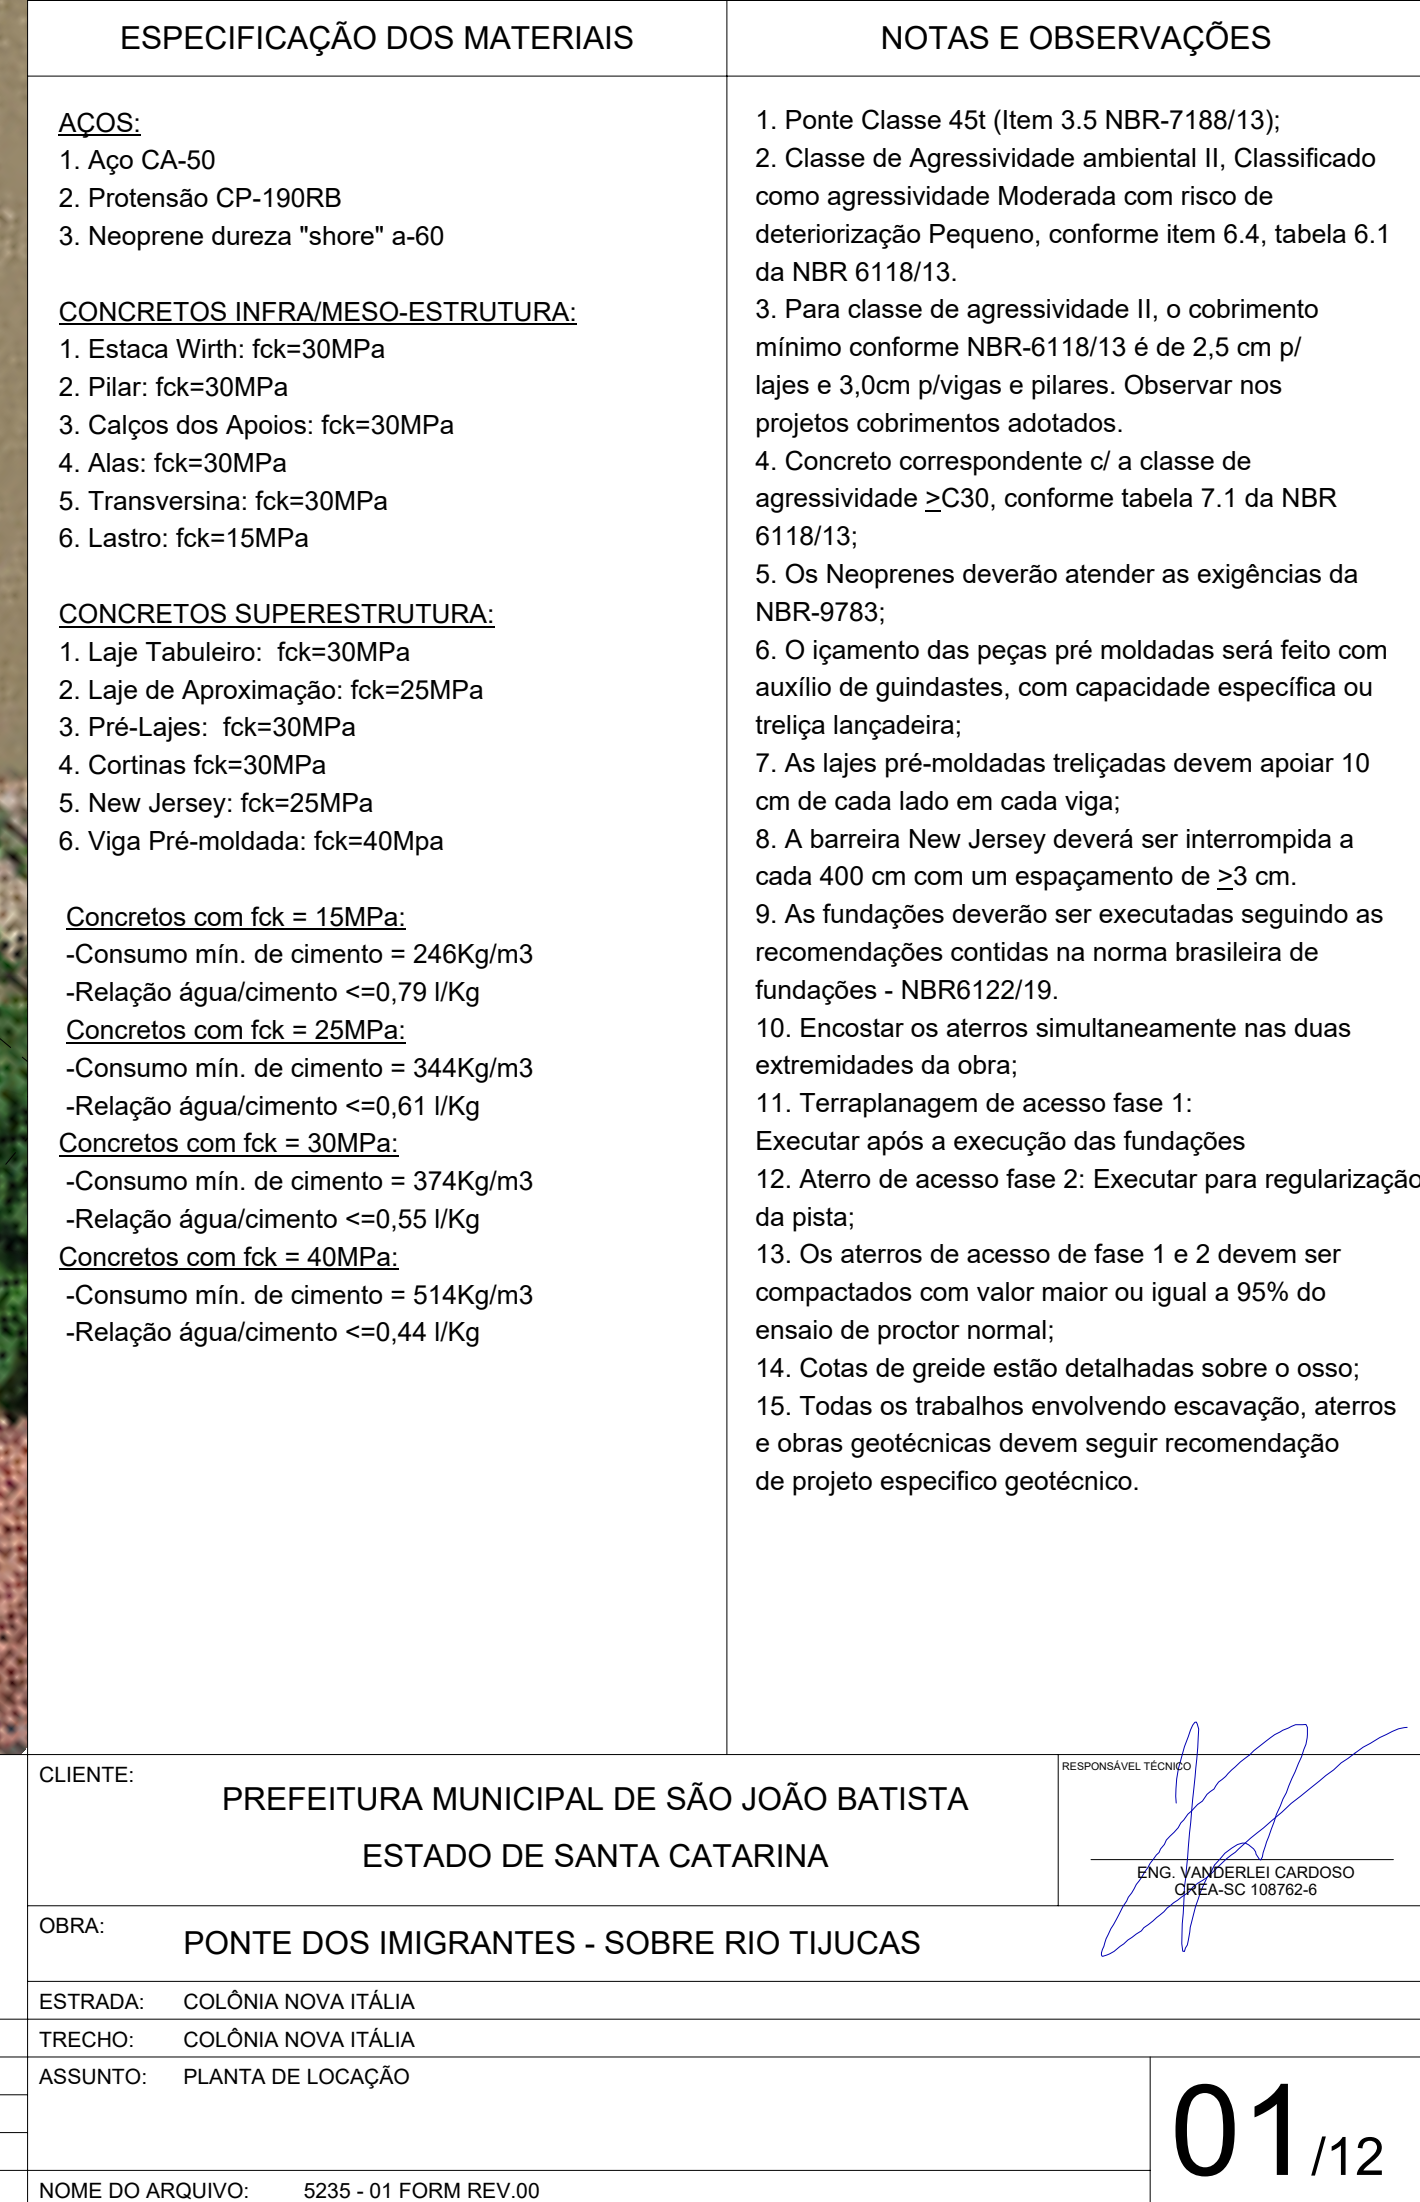 ESPECIFICAÇÃO DOS MATERIAIS
AÇOS:
1. Aço CA-50
2. Protensão CP-190RB
3. Neoprene dureza "shore" a-60
CONCRETOS INFRA/MESO-ESTRUTURA:
1. Estaca Wirth: fck=30MPa
2. Pilar: fck=30MPa
3. Calços dos Apoios: fck=30MPa
4. Alas: fck=30MPa
5. Transversina: fck=30MPa
6. Lastro: fck=15MPa
CONCRETOS SUPERESTRUTURA:
1. Laje Tabuleiro: fck=30MPa
2. Laje de Aproximação: fck=25MPa
3. Pré-Lajes: fck=30MPa
4. Cortinas fck=30MPa
5. New Jersey: fck=25MPa
6. Viga Pré-moldada: fck=40Mpa
Concretos com fck = 15MPa:
-Consumo mín. de cimento = 246Kg/m3
-Relação água/cimento <=0,79 l/Kg
Concretos com fck = 25MPa:
-Consumo mín. de cimento = 344Kg/m3
-Relação água/cimento <=0,61 l/Kg
Concretos com fck = 30MPa:
-Consumo mín. de cimento = 374Kg/m3
-Relação água/cimento <=0,55 l/Kg
Concretos com fck = 40MPa:
-Consumo mín. de cimento = 514Kg/m3
-Relação água/cimento <=0,44 l/Kg
NOTAS E OBSERVAÇÕES
1. Ponte Classe 45t (Item 3.5 NBR-7188/13);
2. Classe de Agressividade ambiental II, Classificado
como agressividade Moderada com risco de
deteriorização Pequeno, conforme item 6.4, tabela 6.1
da NBR 6118/13.
3. Para classe de agressividade II, o cobrimento
mínimo conforme NBR-6118/13 é de 2,5 cm p/
lajes e 3,0cm p/vigas e pilares. Observar nos
projetos cobrimentos adotados.
4. Concreto correspondente c/ a classe de
agressividade >C30, conforme tabela 7.1 da NBR
6118/13;
5. Os Neoprenes deverão atender as exigências da
NBR-9783;
6. O içamento das peças pré moldadas será feito com
auxílio de guindastes, com capacidade específica ou
treliça lançadeira;
7. As lajes pré-moldadas treliçadas devem apoiar 10
cm de cada lado em cada viga;
8. A barreira New Jersey deverá ser interrompida a
cada 400 cm com um espaçamento de >3 cm.
9. As fundações deverão ser executadas seguindo as
recomendações contidas na norma brasileira de
fundações - NBR6122/19.
10. Encostar os aterros simultaneamente nas duas
extremidades da obra;
11. Terraplanagem de acesso fase 1:
Executar após a execução das fundações
12. Aterro de acesso fase 2: Executar para regularização
da pista;
13. Os aterros de acesso de fase 1 e 2 devem ser
compactados com valor maior ou igual a 95% do
ensaio de proctor normal;
14. Cotas de greide estão detalhadas sobre o osso;
15. Todas os trabalhos envolvendo escavação, aterros
e obras geotécnicas devem seguir recomendação
de projeto especifico geotécnico.
CLIENTE:
PREFEITURA MUNICIPAL DE SÃO JOÃO BATISTA
ESTADO DE SANTA CATARINA
RESPONSÁVEL TÉCNICO
ENG. VANDERLEI CARDOSO
CREA-SC 108762-6
OBRA: PONTE DOS IMIGRANTES - SOBRE RIO TIJUCAS
ESTRADA: COLÔNIA NOVA ITÁLIA
TRECHO: COLÔNIA NOVA ITÁLIA
ASSUNTO: PLANTA DE LOCAÇÃO
01/12
NOME DO ARQUIVO: 5235 - 01 FORM REV.00